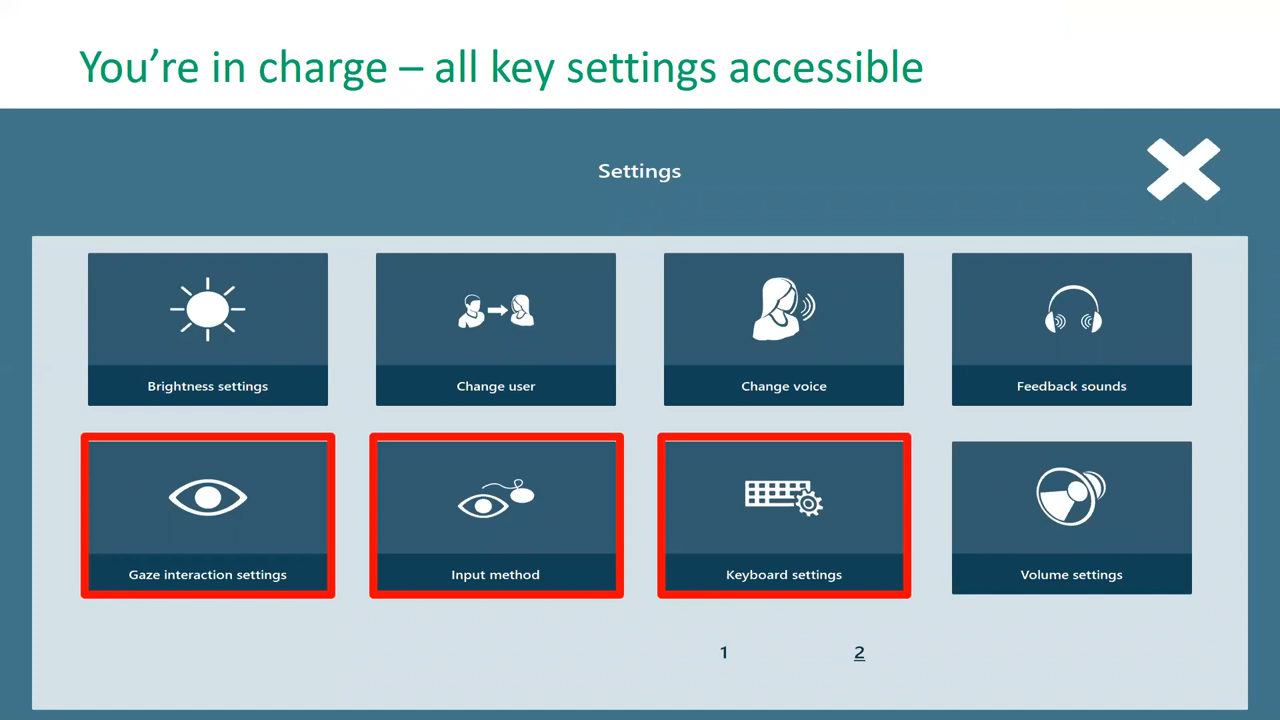 You’re in charge – all key settings accessible
Settings
Brightness settings
Change user
Change voice
Feedback sounds
Gaze interaction settings
Input method
Keyboard settings
Volume settings
1
2